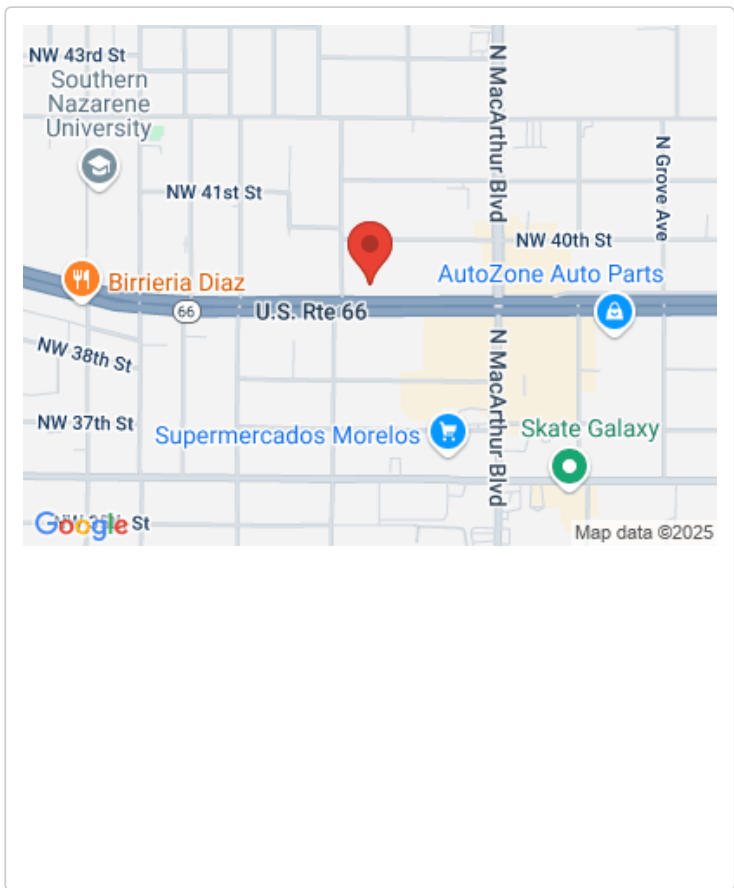 NW 43rd St
Southern
Nazarene
University
N MacArthur Blvd
N Grove Ave
NW 41st St
NW 40th St
Birrieria Diaz
AutoZone Auto Parts
66
U.S. Rte 66
NW 38th St
N MacArthur Blvd
NW 37th St
Supermercados Morelos
Skate Galaxy
Google
St
Map data ©2025